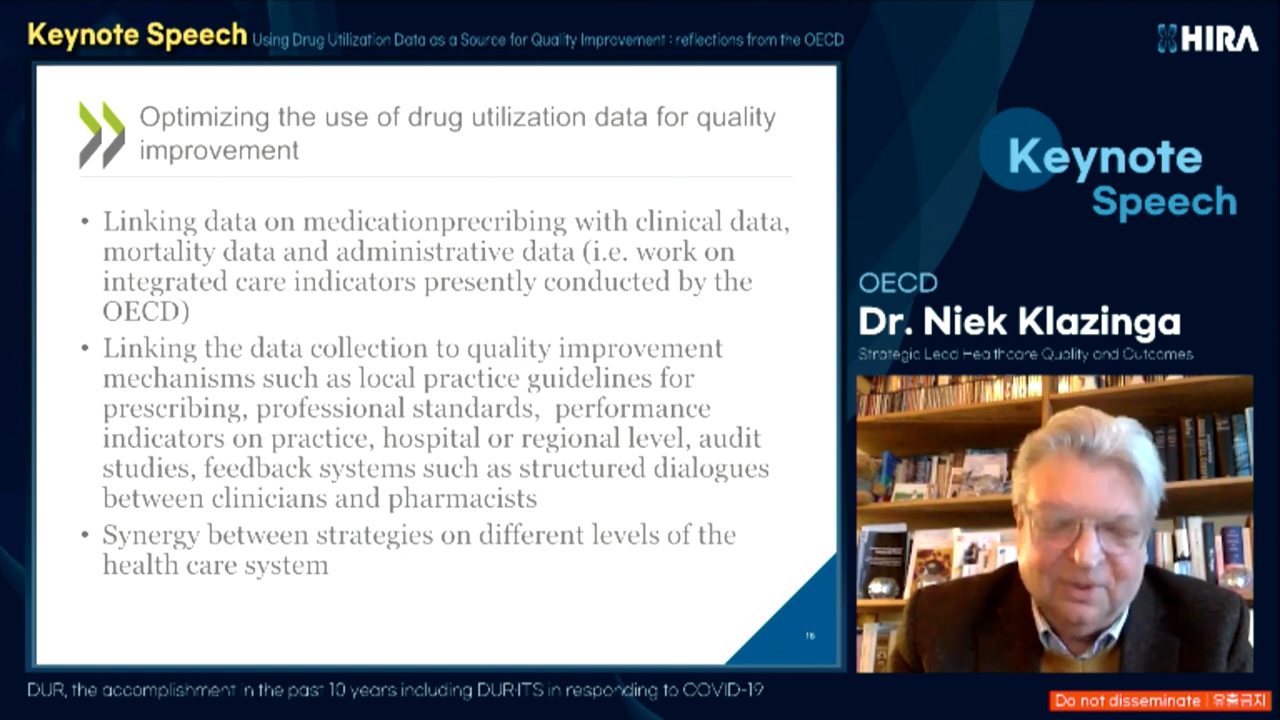 Keynote Speech Using Drug Utilization Data as a Source for Quality Improvement : reflections from the OECD
HIRA
Optimizing the use of drug utilization data for quality
improvement
• Linking data on medicationprecribing with clinical data,
mortality data and administrative data (i.e. work on
integrated care indicators presently conducted by the
OECD)
• Linking the data collection to quality improvement
mechanisms such as local practice guidelines for
prescribing, professional standards, performance
indicators on practice, hospital or regional level, audit
studies, feedback systems such as structured dialogues
between clinicians and pharmacists
• Synergy between strategies on different levels of the
health care system
Keynote
Speech
OECD
Dr. Niek Klazinga
Strategic Lead Healthcare Quality and Outcomes
DUR, the accomplishment in the past 10 years including DUR·ITS in responding to COVID-19
Do not disseminate | 유출금지